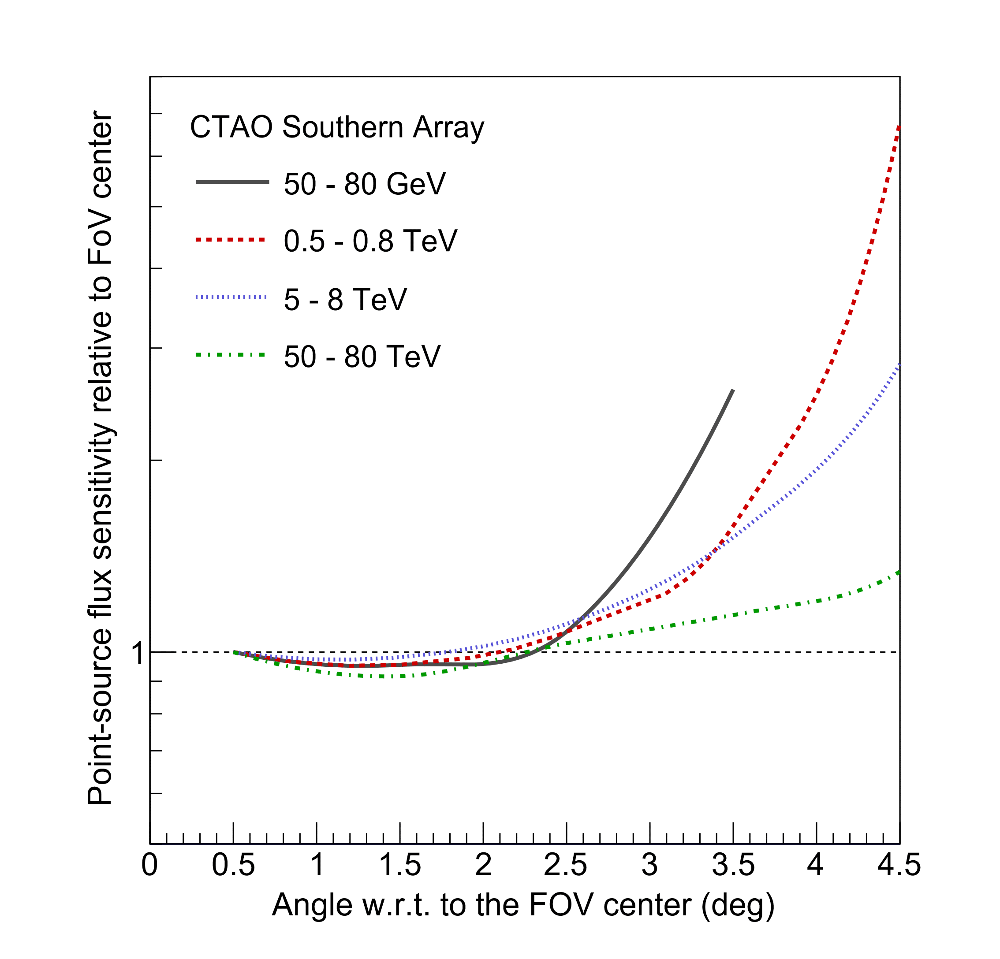 Point-source flux sensitivity relative to FoV center
CTAO Southern Array
50 - 80 GeV
0.5 - 0.8 TeV
5 - 8 TeV
50 - 80 TeV
1
0 0.5 1 1.5 2 2.5 3 3.5 4 4.5
Angle w.r.t. to the FOV center (deg)